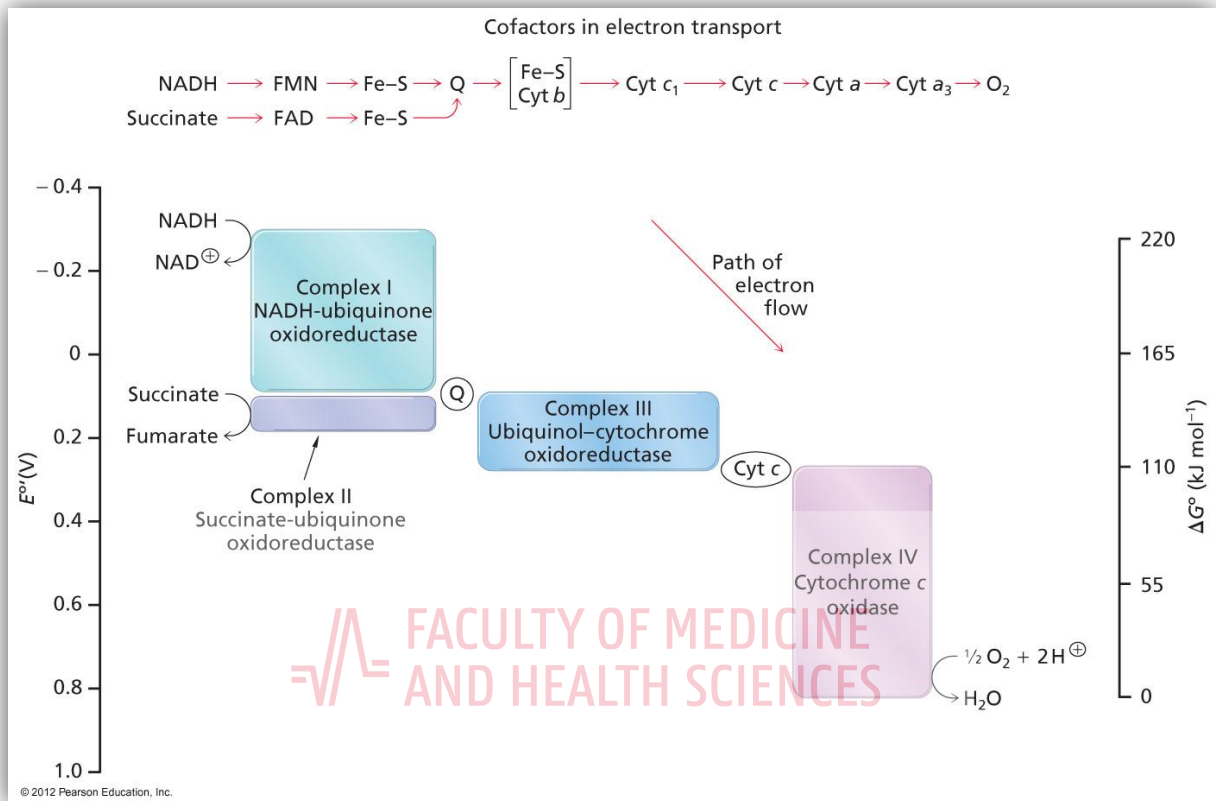 Cofactors in electron transport
NADH → FMN → Fe–S → Q → [Fe–S Cyt b] → Cyt c₁ → Cyt c → Cyt a → Cyt a₃ → O₂
Succinate → FAD → Fe–S
– 0.4
– 0.2
0
0.2
0.4
0.6
0.8
1.0
E°′(V)
NADH
NAD⊕
Complex I
NADH-ubiquinone
oxidoreductase
Succinate
Fumarate
Q
Complex II
Succinate-ubiquinone
oxidoreductase
Complex III
Ubiquinol–cytochrome
oxidoreductase
Cyt c
Path of
electron
flow
Complex IV
Cytochrome c
oxidase
½ O₂ + 2H⊕
H₂O
220
165
110
55
0
ΔG° (kJ mol⁻¹)
FACULTY OF MEDICINE
AND HEALTH SCIENCES
© 2012 Pearson Education, Inc.